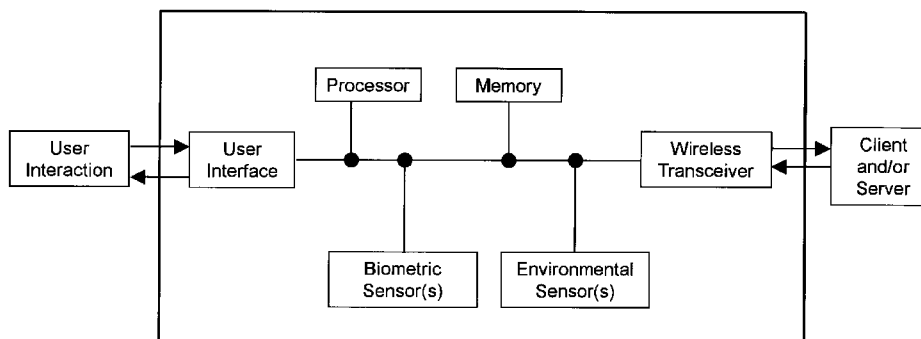 Processor
Memory
User
Interaction
User
Interface
Wireless
Transceiver
Client
and/or
Server
Biometric
Sensor(s)
Environmental
Sensor(s)